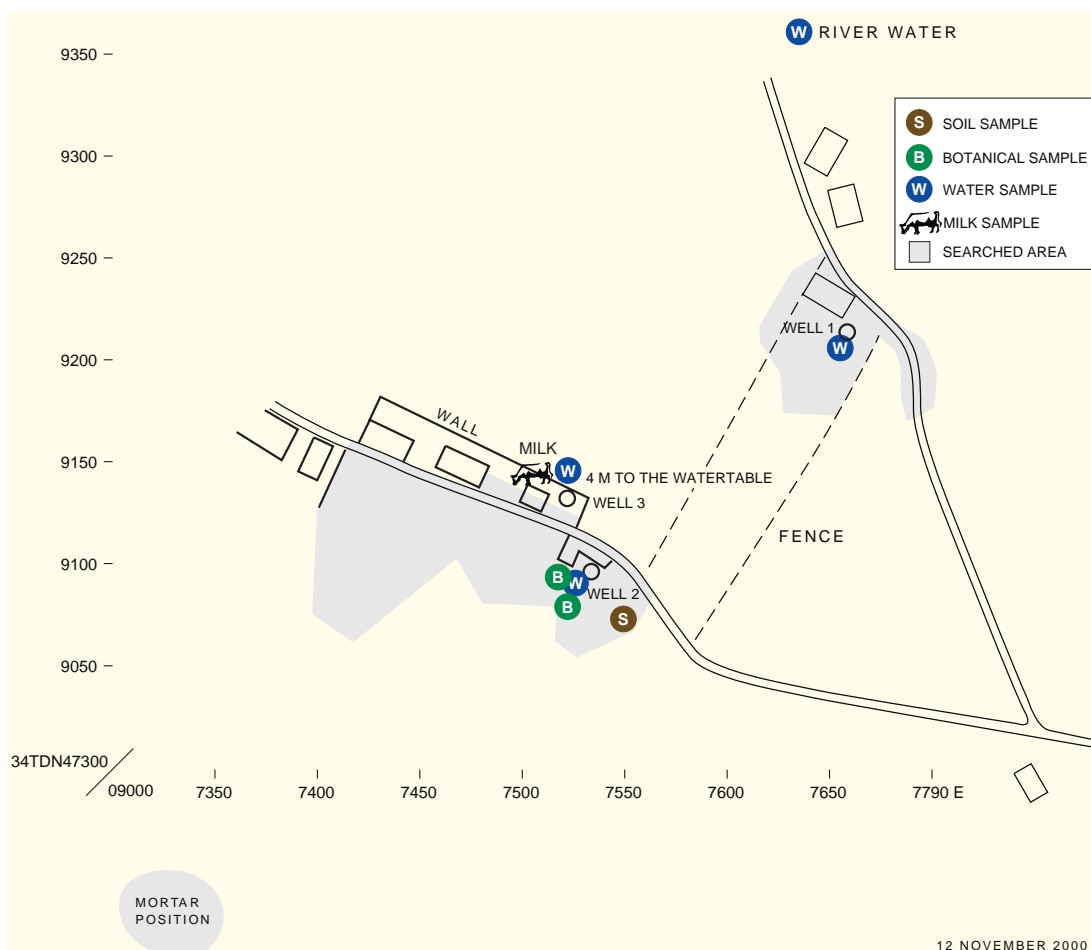 W RIVER WATER
9350
S SOIL SAMPLE
B BOTANICAL SAMPLE
W WATER SAMPLE
MILK SAMPLE
SEARCHED AREA
9300
9250
WELL 1
W
9200
WALL
9150
MILK
W
4 M TO THE WATERTABLE
WELL 3
FENCE
9100
B
W
WELL 2
B
S
9050
34TDN47300
09000
7350
7400
7450
7500
7550
7600
7650
7790 E
MORTAR
POSITION
12 NOVEMBER 2000